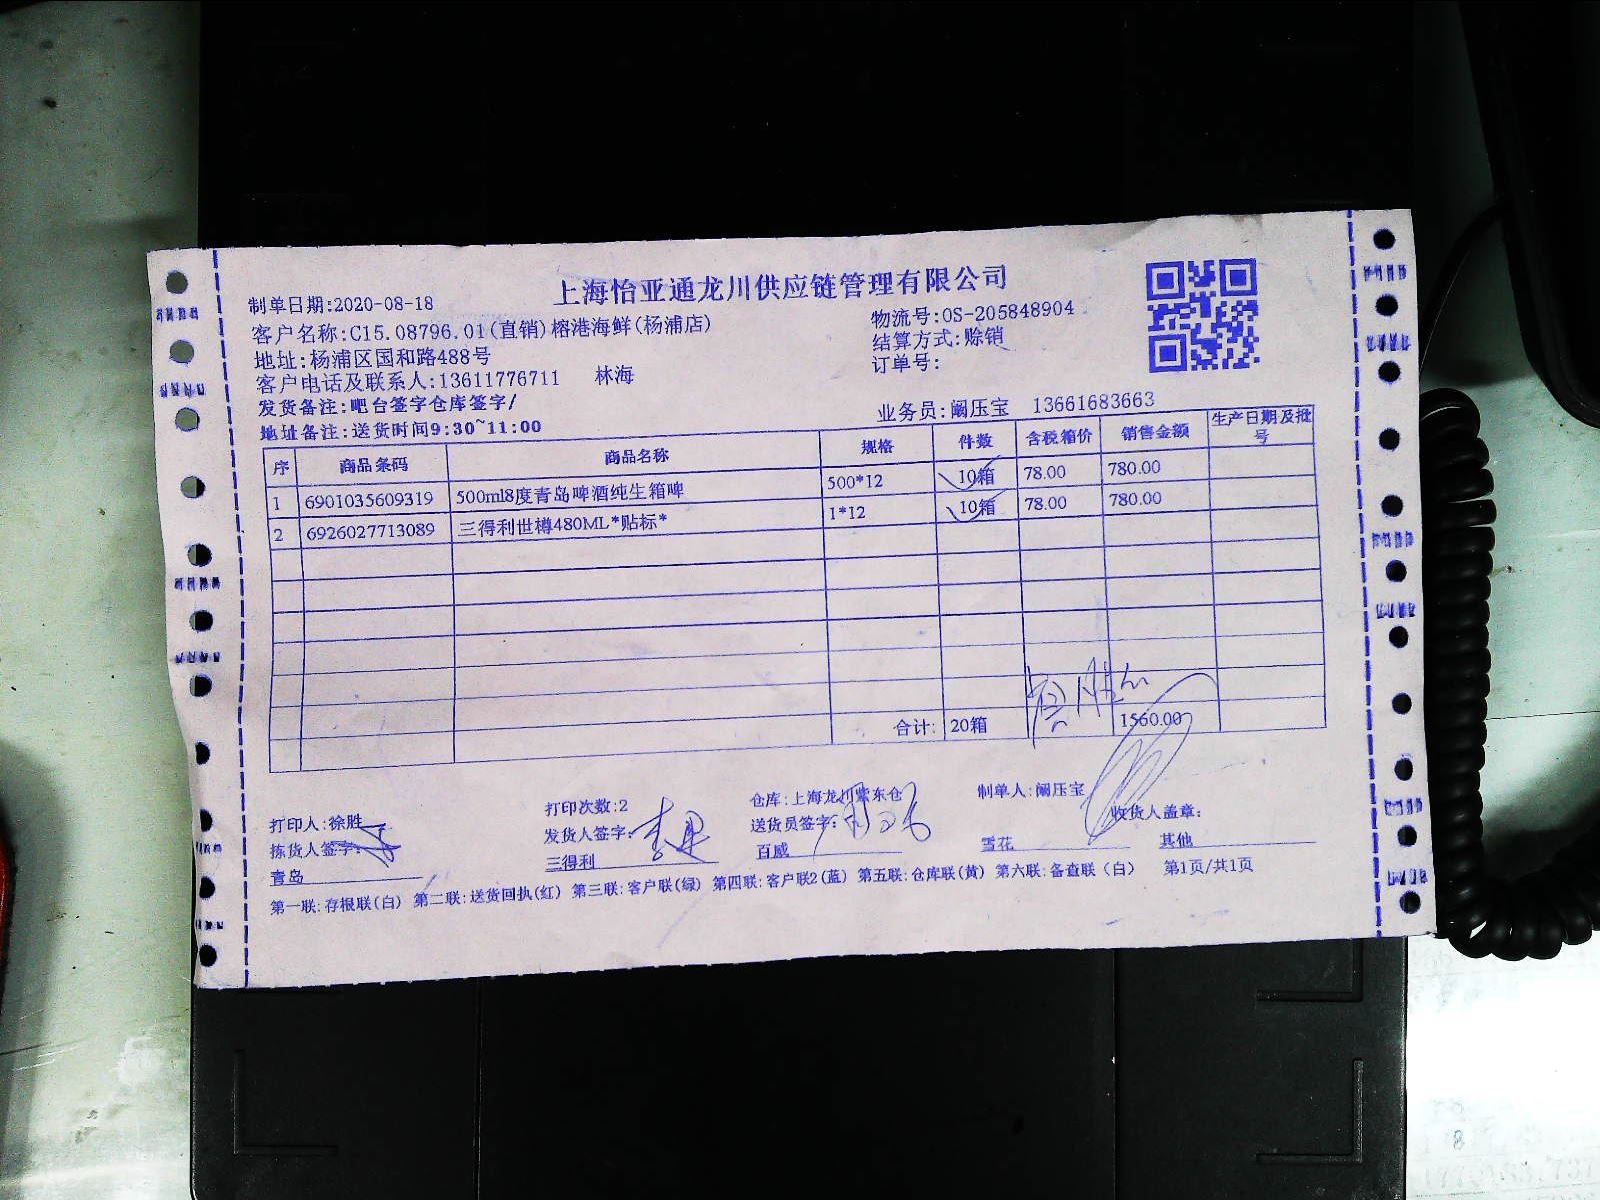 上海怡亚通龙川供应链管理有限公司
制单日期:2020-08-18
客户名称:C15.08796.01(直销)榕港海鲜(杨浦店)
物流号:OS-205848904
地址:杨浦区国和路488号
结算方式:赊销
客户电话及联系人:13611776711 林海
订单号:
发货备注:吧台签字仓库签字/
地址备注:送货时间9:30~11:00
业务员:阚压宝 13661683663
序 商品条码 商品名称 规格 件数 含税箱价 销售金额 生产日期及批号
1 6901035609319 500ml8度青岛啤酒纯生箱啤 500*12 10箱 78.00 780.00
2 6926027713089 三得利世樽480ML*贴标* 1*12 10箱 78.00 780.00
合计: 20箱 1560.00
打印人:徐胜 打印次数:2 仓库:上海龙川紫东仓 制单人:阚压宝
拣货人签字: 发货人签字: 送货员签字: 收货人盖章:
青岛 三得利 百威 雪花 其他
第一联:存根联(白) 第二联:送货回执(红) 第三联:客户联(绿) 第四联:客户联2(蓝) 第五联:仓库联(黄) 第六联:备查联(白) 第1页/共1页